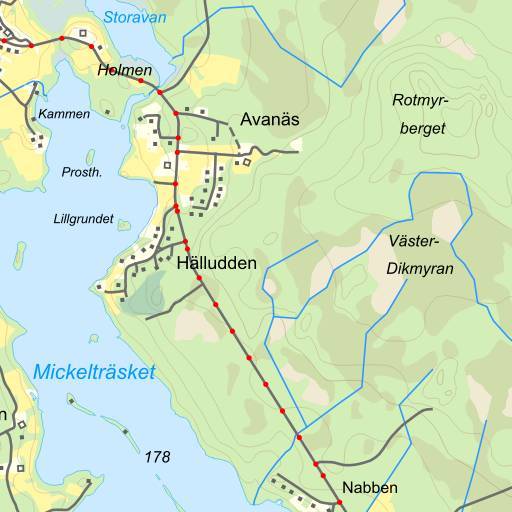 Storavan
Holmen
Kammen
Avanäs
Rotmyr-
berget
Prosth.
Lillgrundet
Väster-
Dikmyran
Hälludden
Mickelträsket
n
178
Nabben